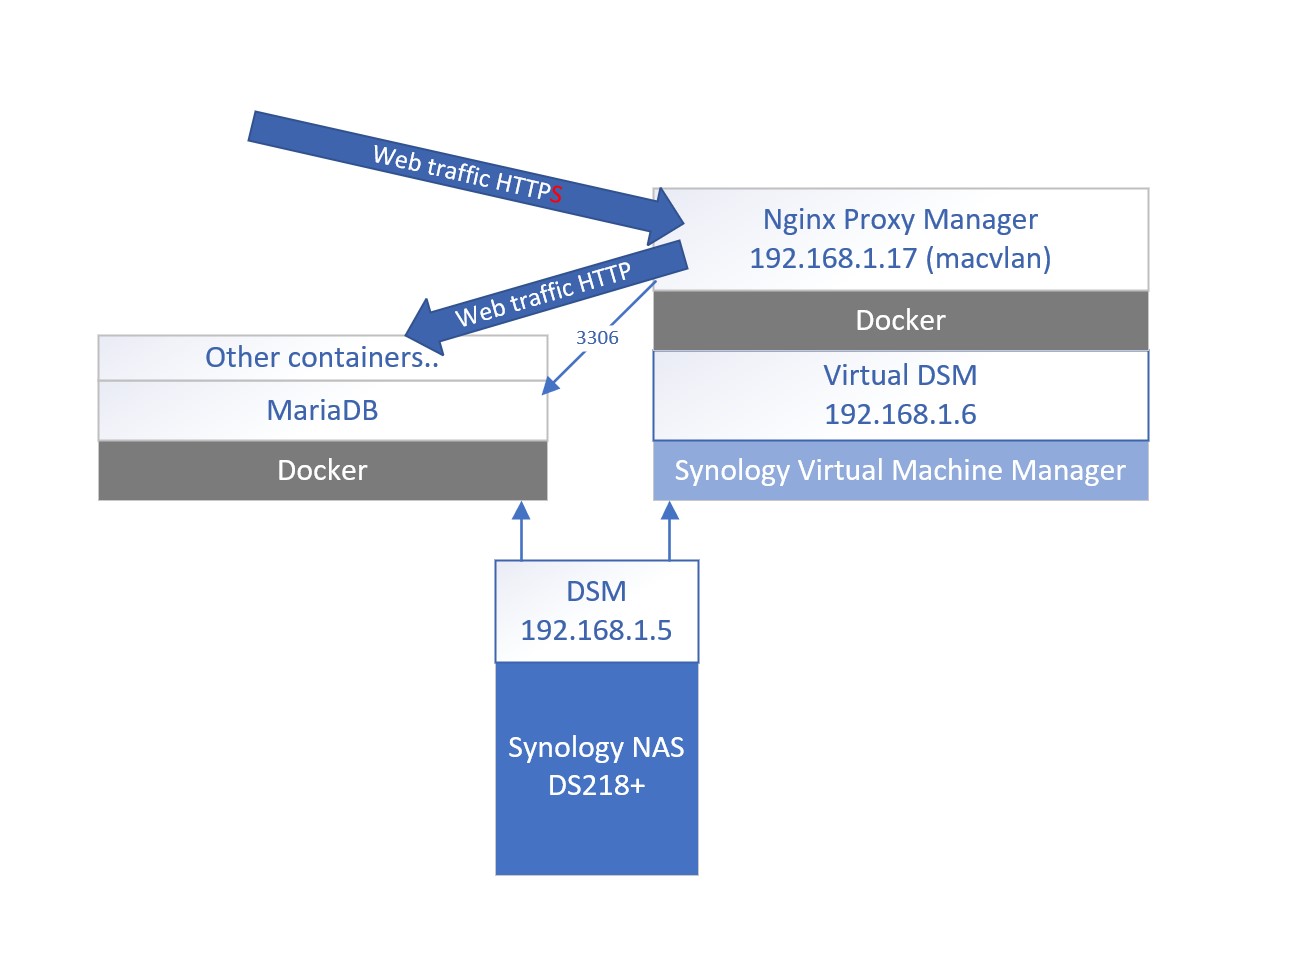 Web traffic HTTPS
Nginx Proxy Manager
192.168.1.17 (macvlan)
Web traffic HTTP
3306
Docker
Other containers..
Virtual DSM
192.168.1.6
MariaDB
Docker
Synology Virtual Machine Manager
DSM
192.168.1.5
Synology NAS
DS218+